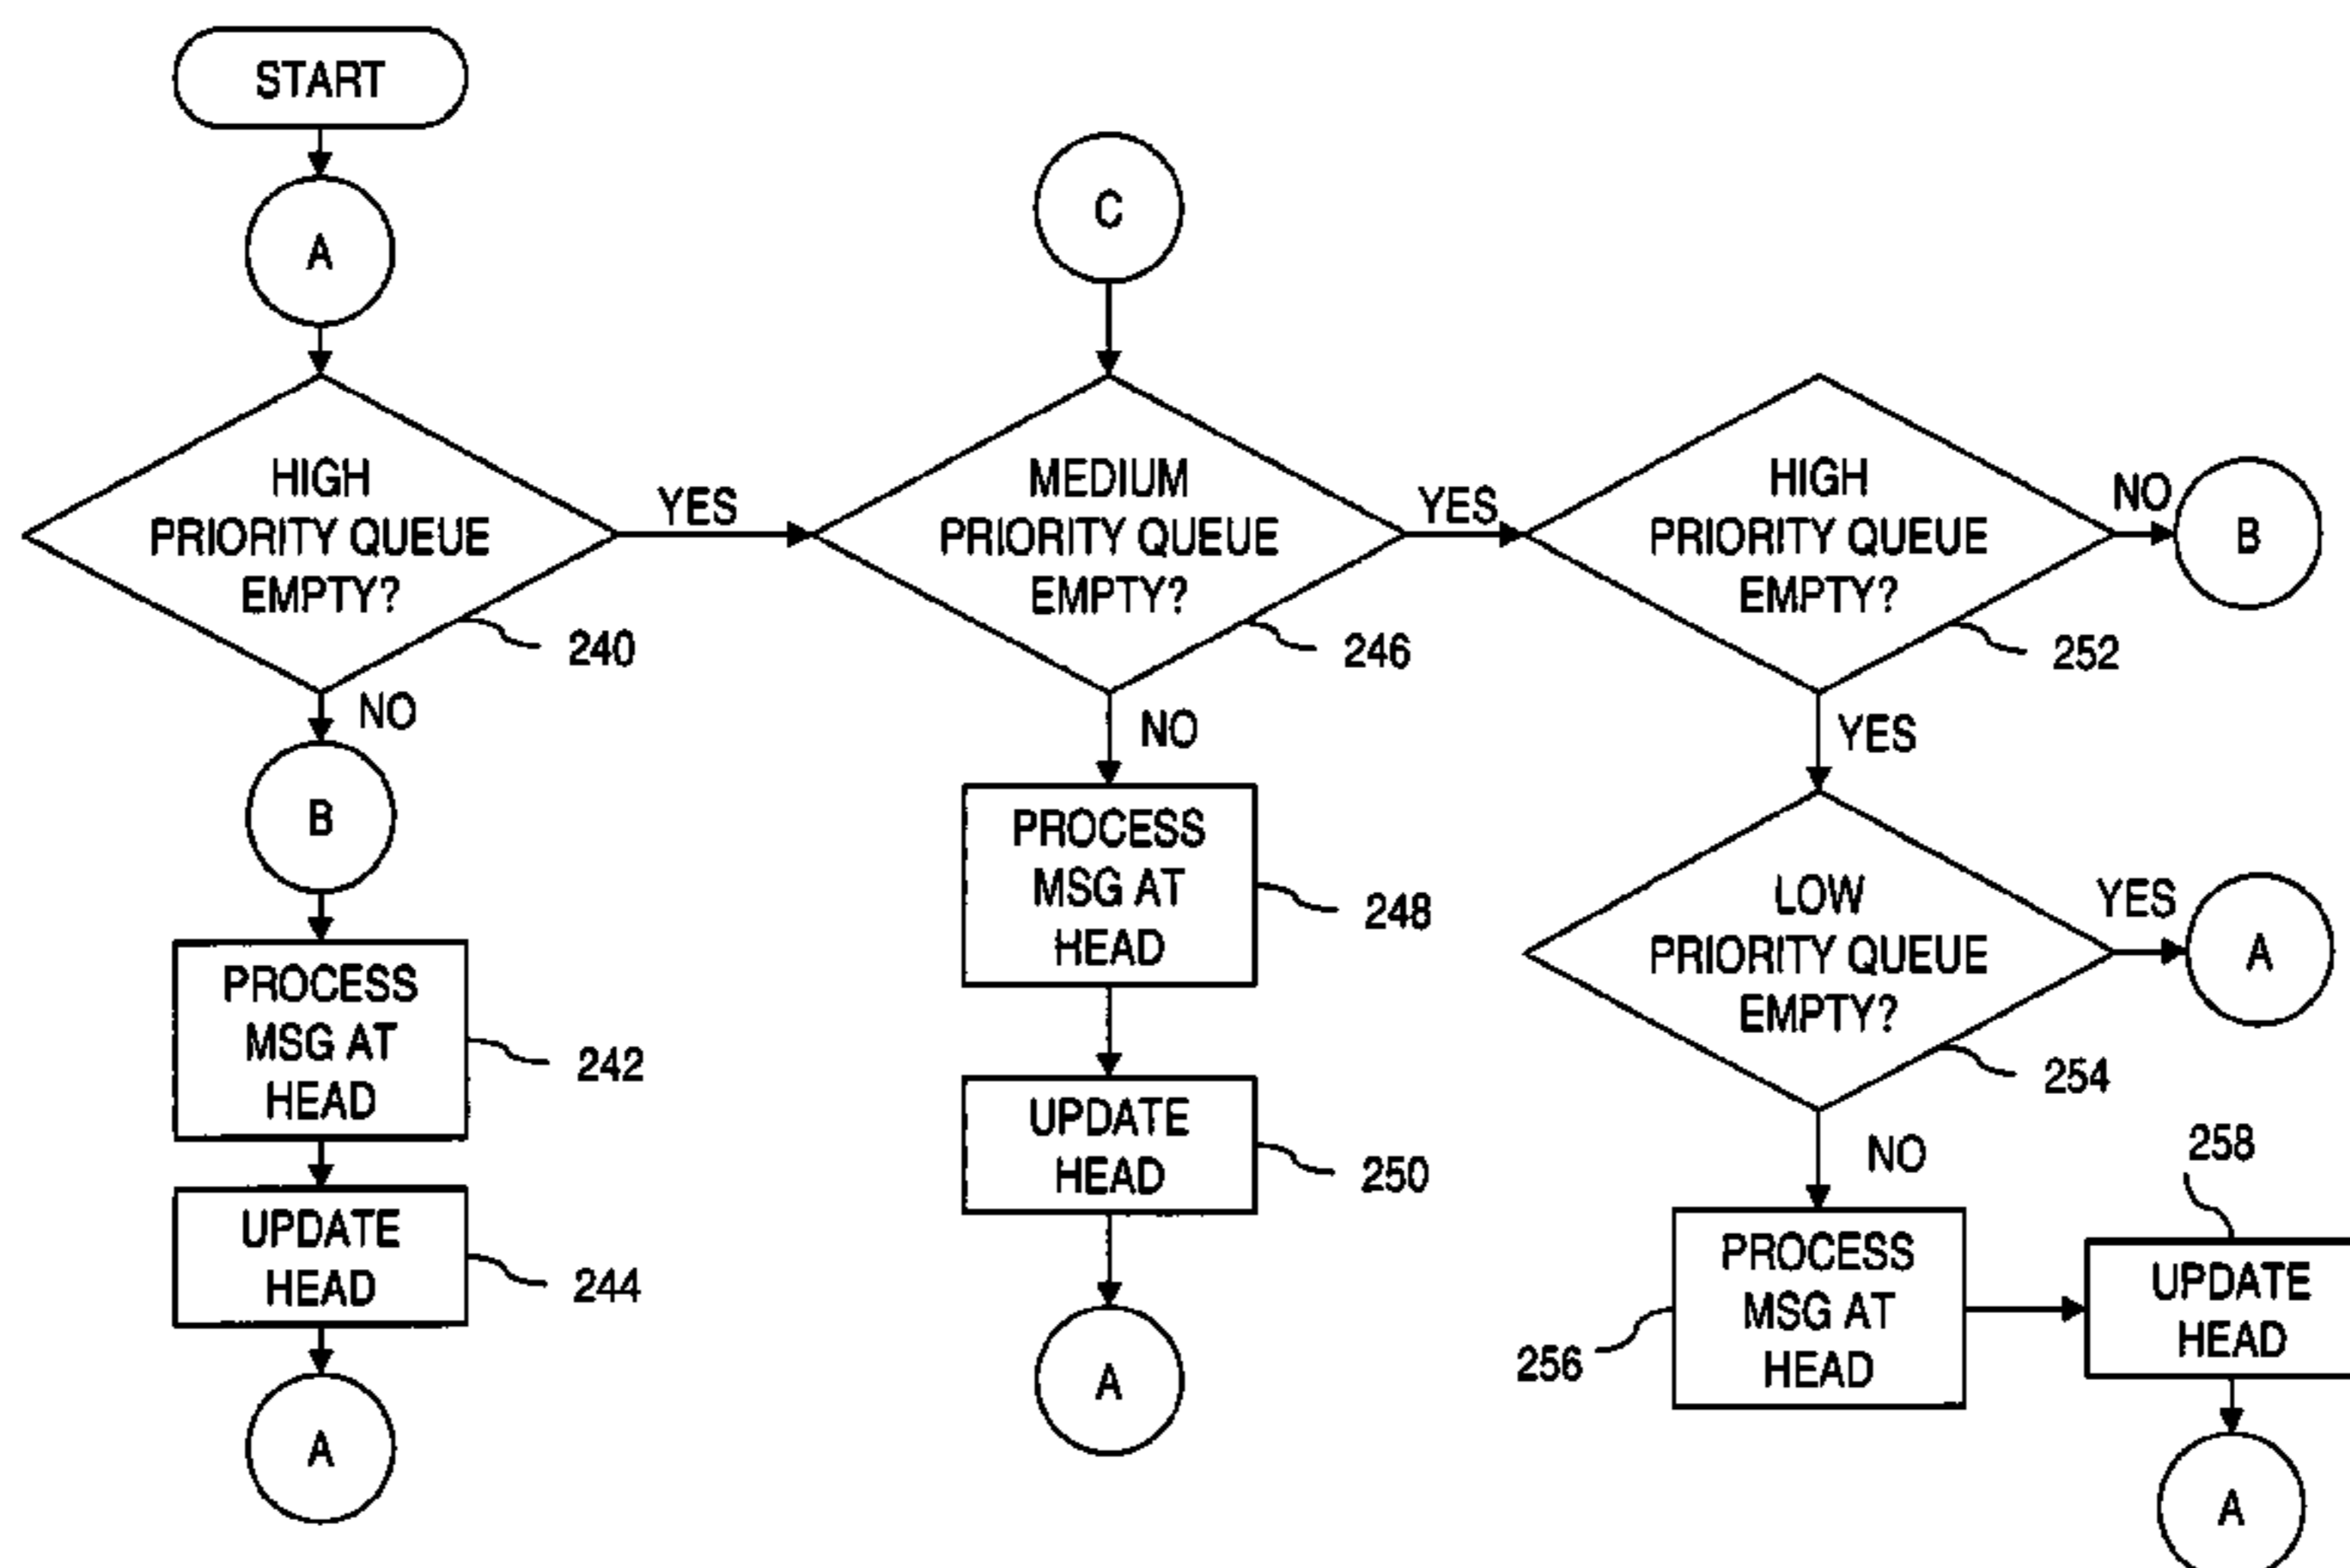 START
A
HIGH
PRIORITY QUEUE
EMPTY?
240
YES
NO
B
PROCESS
MSG AT
HEAD
242
UPDATE
HEAD
244
A
C
MEDIUM
PRIORITY QUEUE
EMPTY?
246
YES
NO
PROCESS
MSG AT
HEAD
248
UPDATE
HEAD
250
A
HIGH
PRIORITY QUEUE
EMPTY?
252
NO
B
YES
LOW
PRIORITY QUEUE
EMPTY?
254
YES
A
NO
PROCESS
MSG AT
HEAD
256
258
UPDATE
HEAD
A